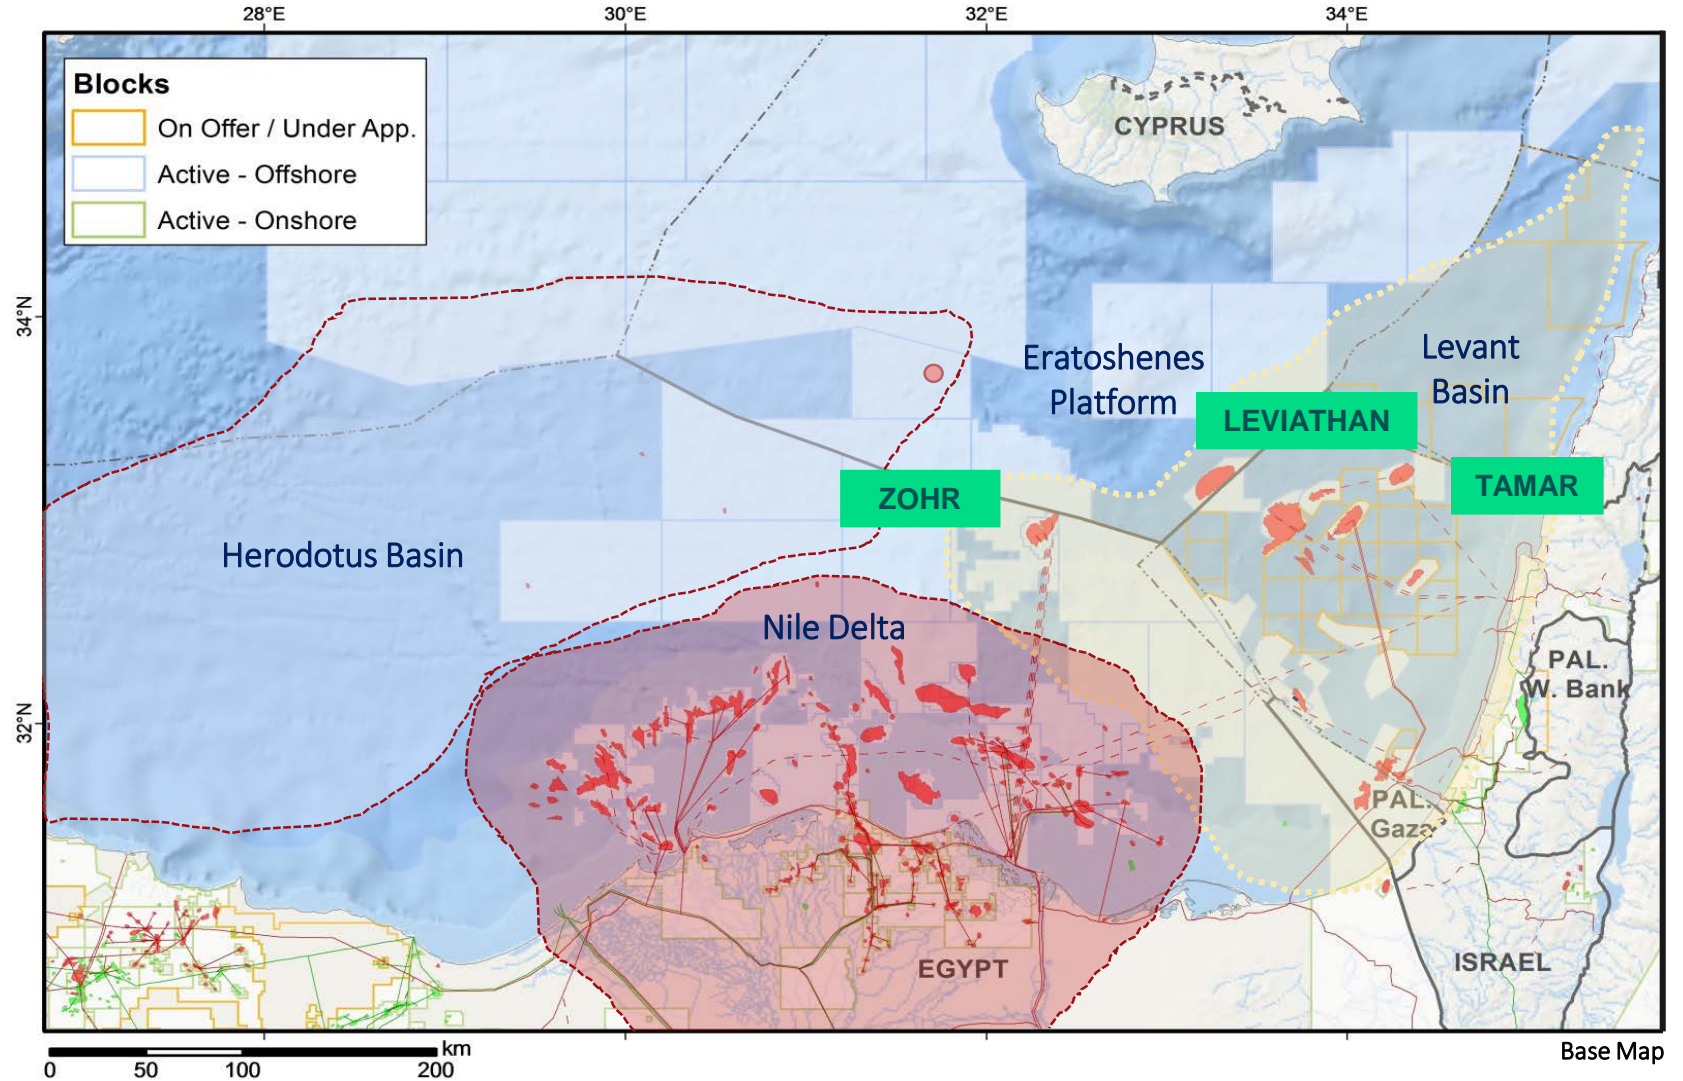 28°E 30°E 32°E 34°E
Blocks
On Offer / Under App.
Active - Offshore
Active - Onshore
CYPRUS
34°N
Eratoshenes
Platform
Levant
Basin
LEVIATHAN
TAMAR
ZOHR
Herodotus Basin
Nile Delta
PAL.
W. Bank
32°N
PAL.
Gaza
EGYPT
ISRAEL
km
0 50 100 200
Base Map